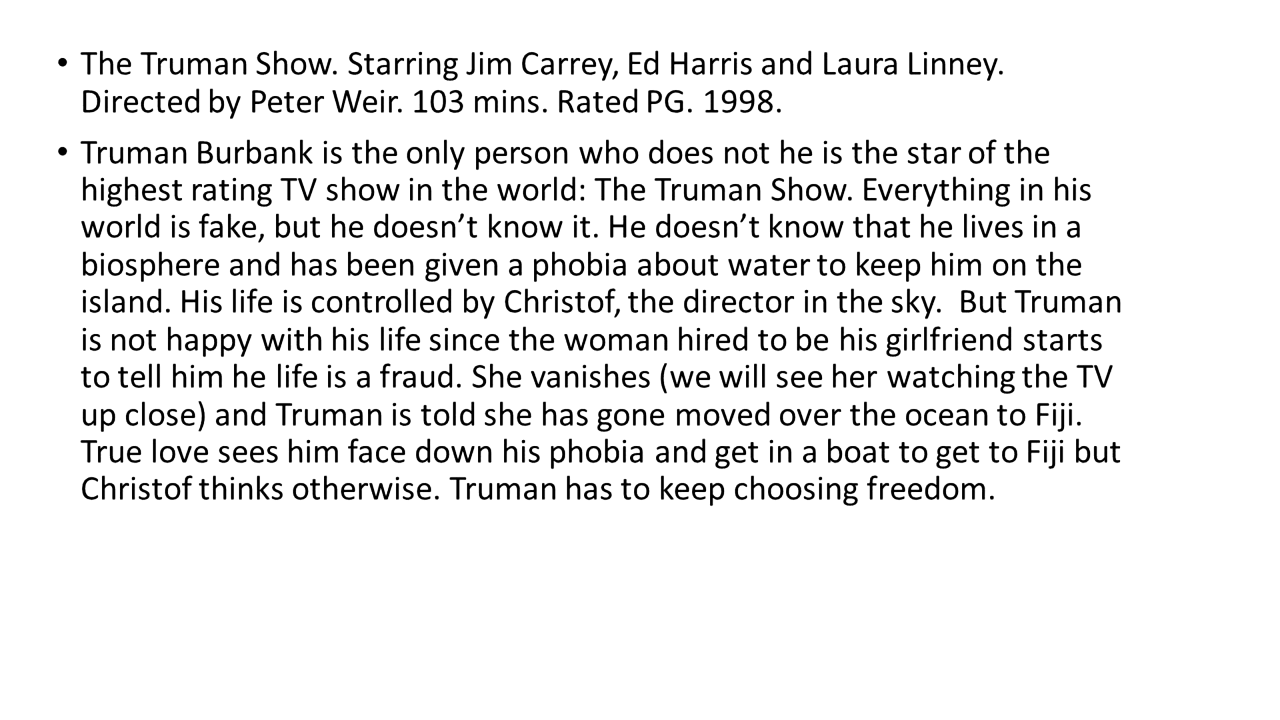 • The Truman Show. Starring Jim Carrey, Ed Harris and Laura Linney.
Directed by Peter Weir. 103 mins. Rated PG. 1998.
• Truman Burbank is the only person who does not he is the star of the
highest rating TV show in the world: The Truman Show. Everything in his
world is fake, but he doesn’t know it. He doesn’t know that he lives in a
biosphere and has been given a phobia about water to keep him on the
island. His life is controlled by Christof, the director in the sky.  But Truman
is not happy with his life since the woman hired to be his girlfriend starts
to tell him he life is a fraud. She vanishes (we will see her watching the TV
up close) and Truman is told she has gone moved over the ocean to Fiji.
True love sees him face down his phobia and get in a boat to get to Fiji but
Christof thinks otherwise. Truman has to keep choosing freedom.